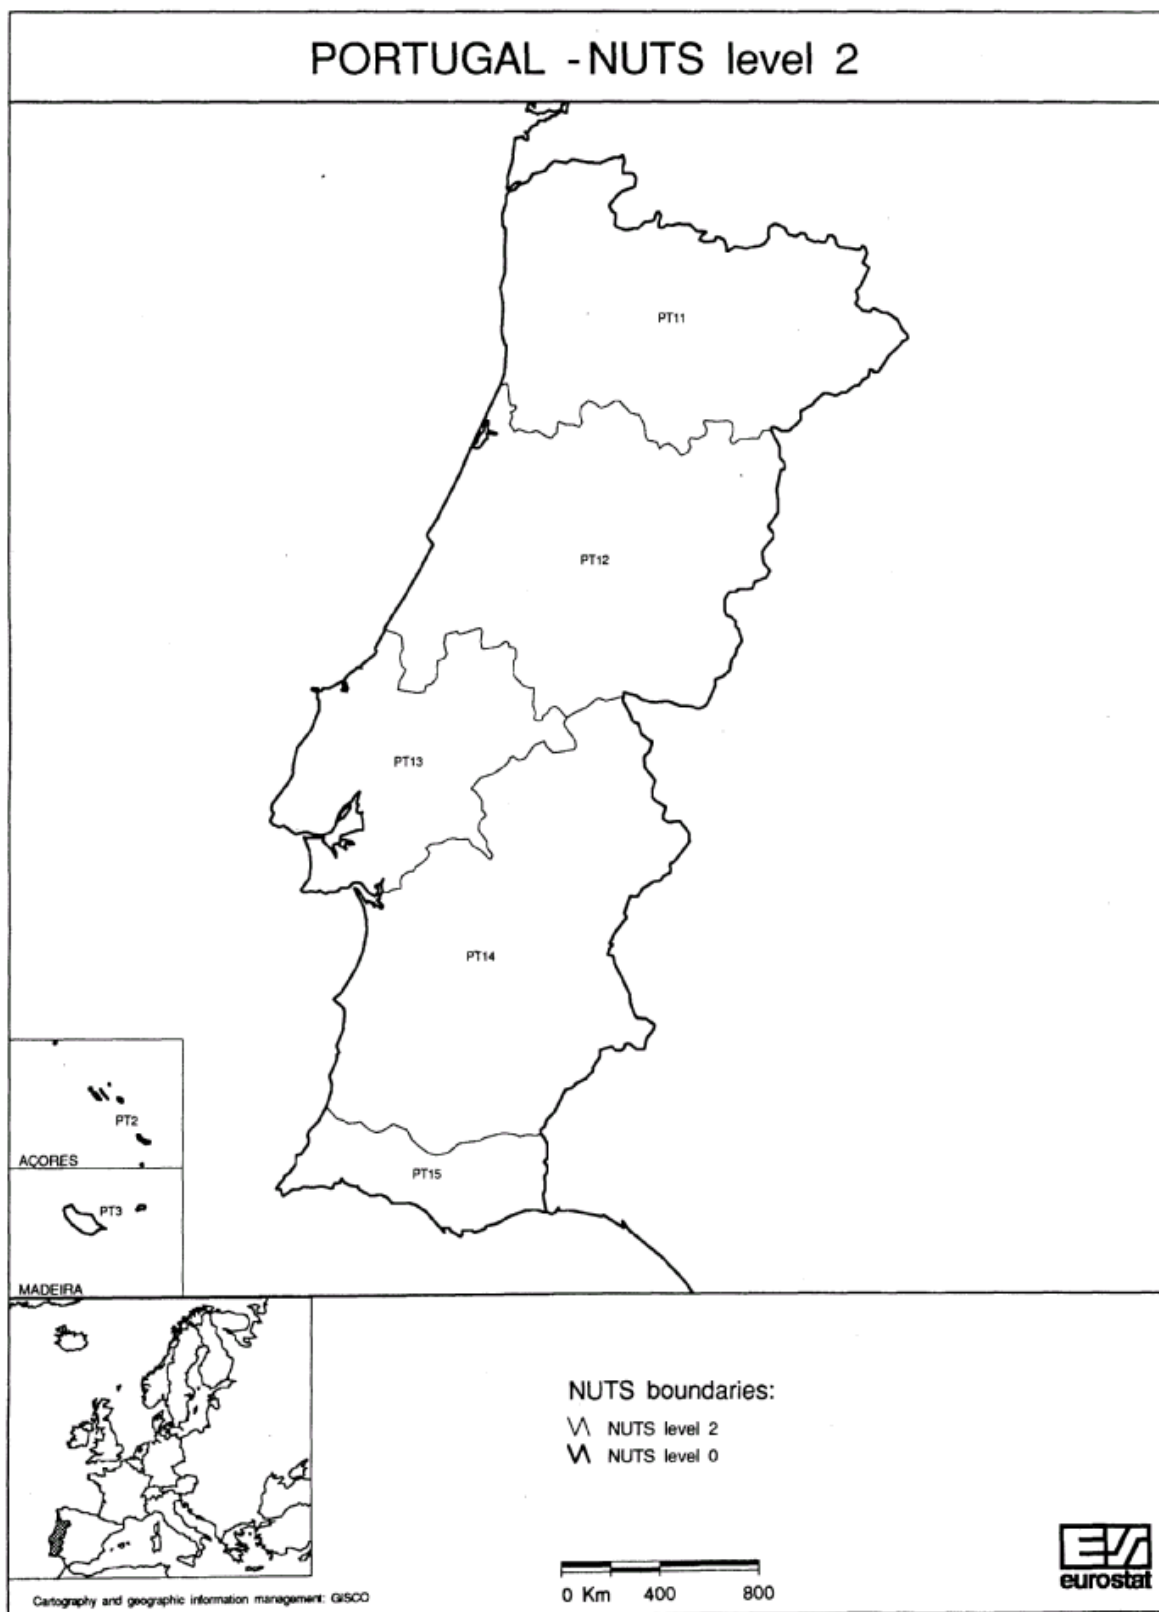 PORTUGAL - NUTS level 2
PT11
PT12
PT13
PT14
PT2
AÇORES
PT15
PT3
MADEIRA
NUTS boundaries:
NUTS level 2
NUTS level 0
0 Km 400 800
eurostat
Cartography and geographic information management: GISCO